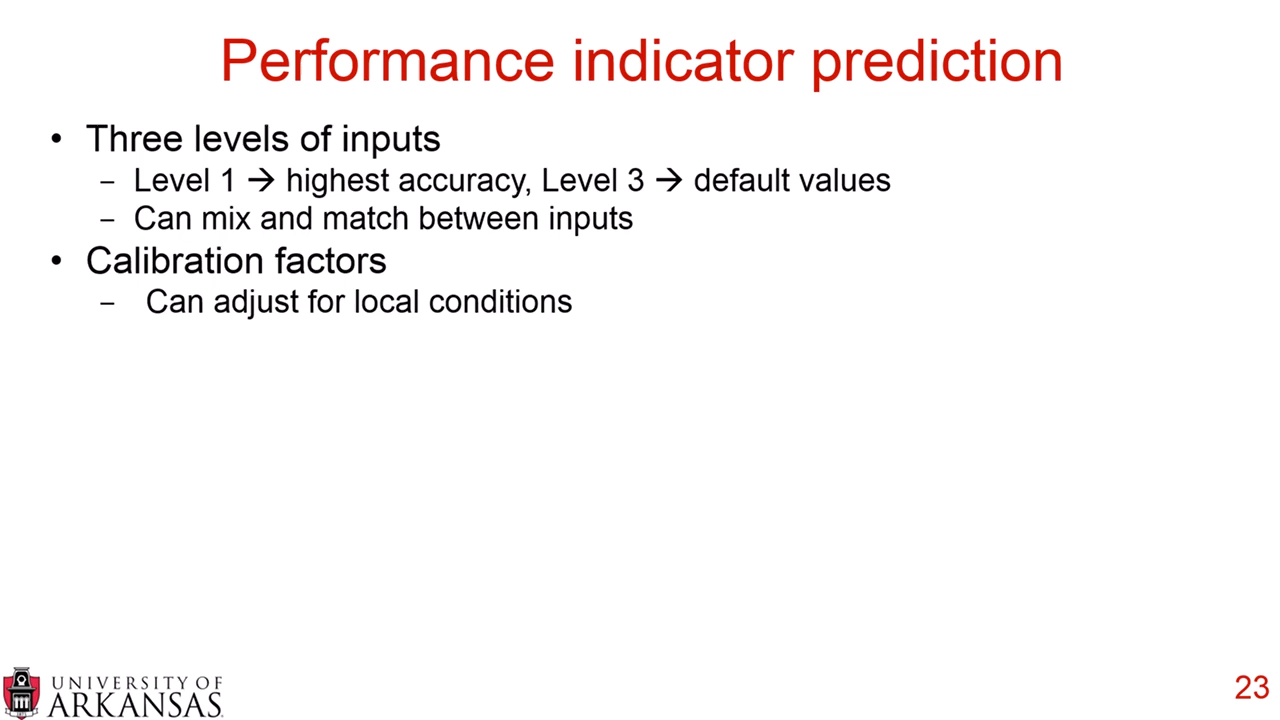 Performance indicator prediction
• Three levels of inputs
– Level 1 → highest accuracy, Level 3 → default values
– Can mix and match between inputs
• Calibration factors
– Can adjust for local conditions
UNIVERSITY OF
ARKANSAS
23